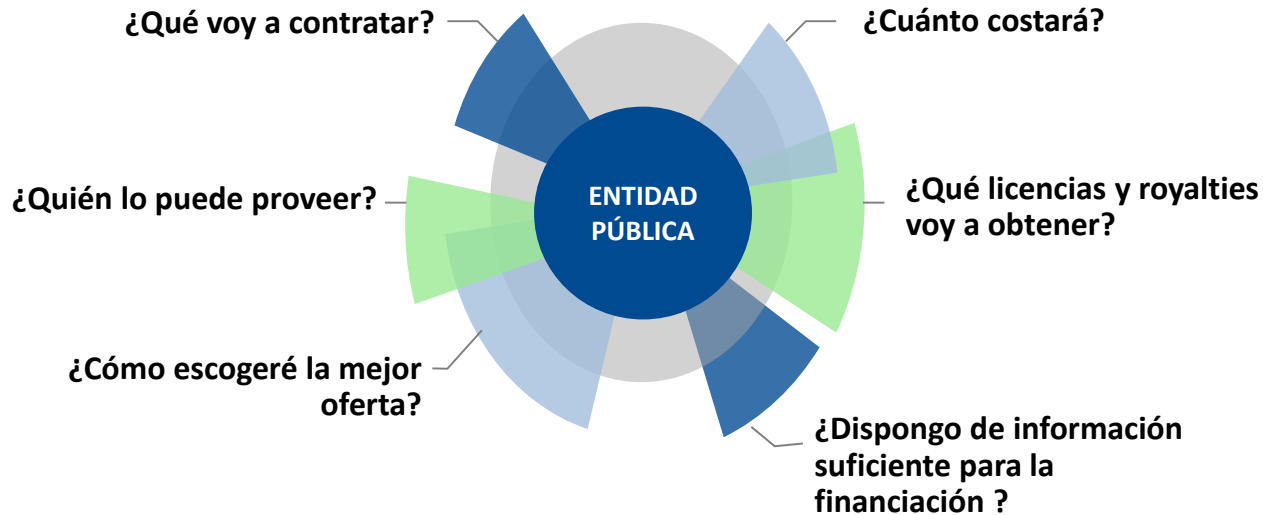 ¿Qué voy a contratar?
¿Cuánto costará?
¿Quién lo puede proveer?
ENTIDAD
PÚBLICA
¿Qué licencias y royalties
voy a obtener?
¿Cómo escogeré la mejor
oferta?
¿Dispongo de información
suficiente para la
financiación ?